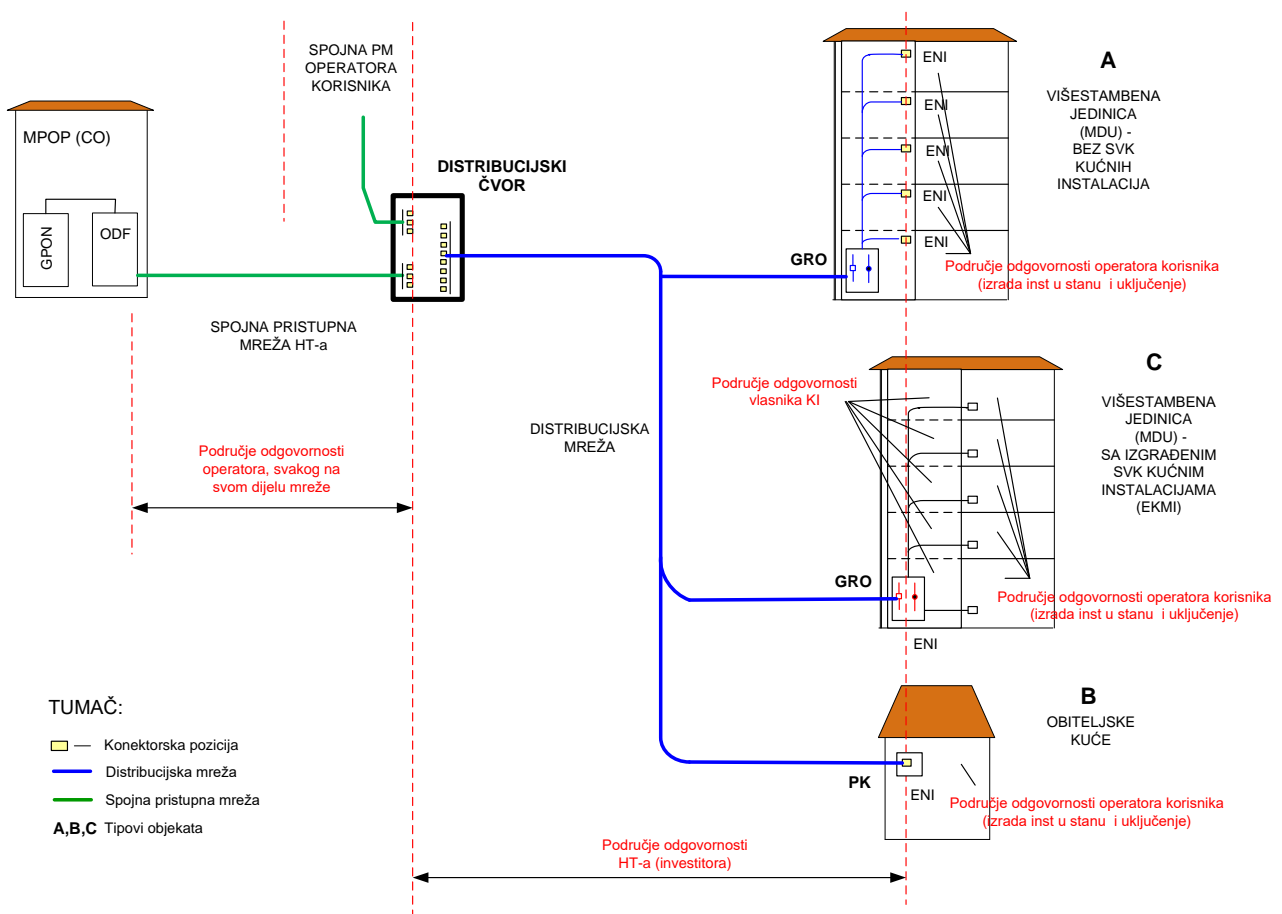 SPOJNA PM
OPERATORA
KORISNIKA
MPOP (CO)
GPON
ODF
DISTRIBUCIJSKI
ČVOR
SPOJNA PRISTUPNA
MREŽA HT-a
Područje odgovornosti
operatora, svakog na
svom dijelu mreže
DISTRIBUCIJSKA
MREŽA
GRO
ENI
ENI
ENI
ENI
ENI
A
VIŠESTAMBENA
JEDINICA
(MDU) -
BEZ SVK
KUĆNIH
INSTALACIJA
Područje odgovornosti operatora korisnika
(izrada inst u stanu i uključenje)
Područje odgovornosti
vlasnika KI
C
VIŠESTAMBENA
JEDINICA
(MDU) -
SA IZGRAĐENIM
SVK KUĆNIM
INSTALACIJAMA
(EKMI)
GRO
ENI
Područje odgovornosti operatora korisnika
(izrada inst u stanu i uključenje)
B
OBITELJSKE
KUĆE
PK
ENI
Područje odgovornosti operatora korisnika
(izrada inst u stanu i uključenje)
Područje odgovornosti
HT-a (investitora)
TUMAČ:
Konektorska pozicija
Distribucijska mreža
Spojna pristupna mreža
A,B,C Tipovi objekata